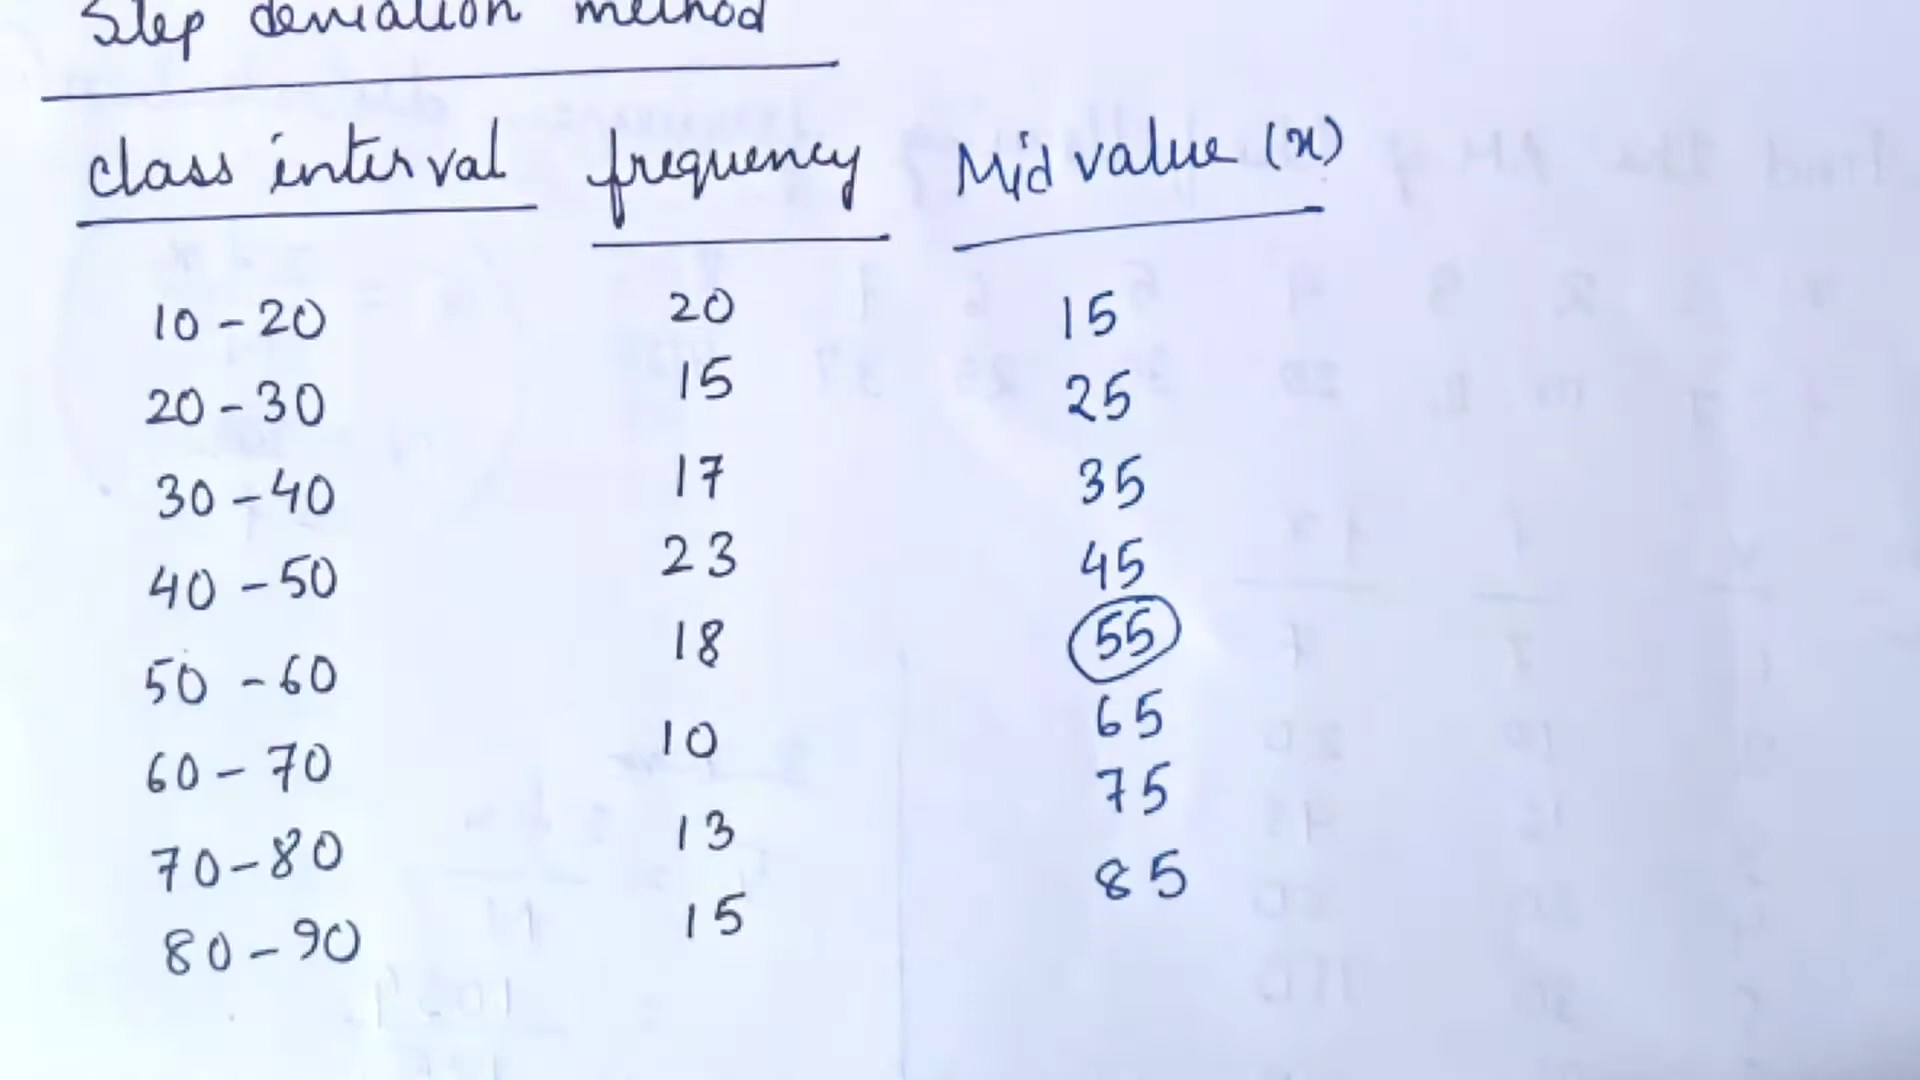 Step deviation method
class interval frequency Mid value (x)
10-20 20 15
20-30 15 25
30-40 17 35
40-50 23 45
50-60 18 55
60-70 10 65
70-80 13 75
80-90 15 85